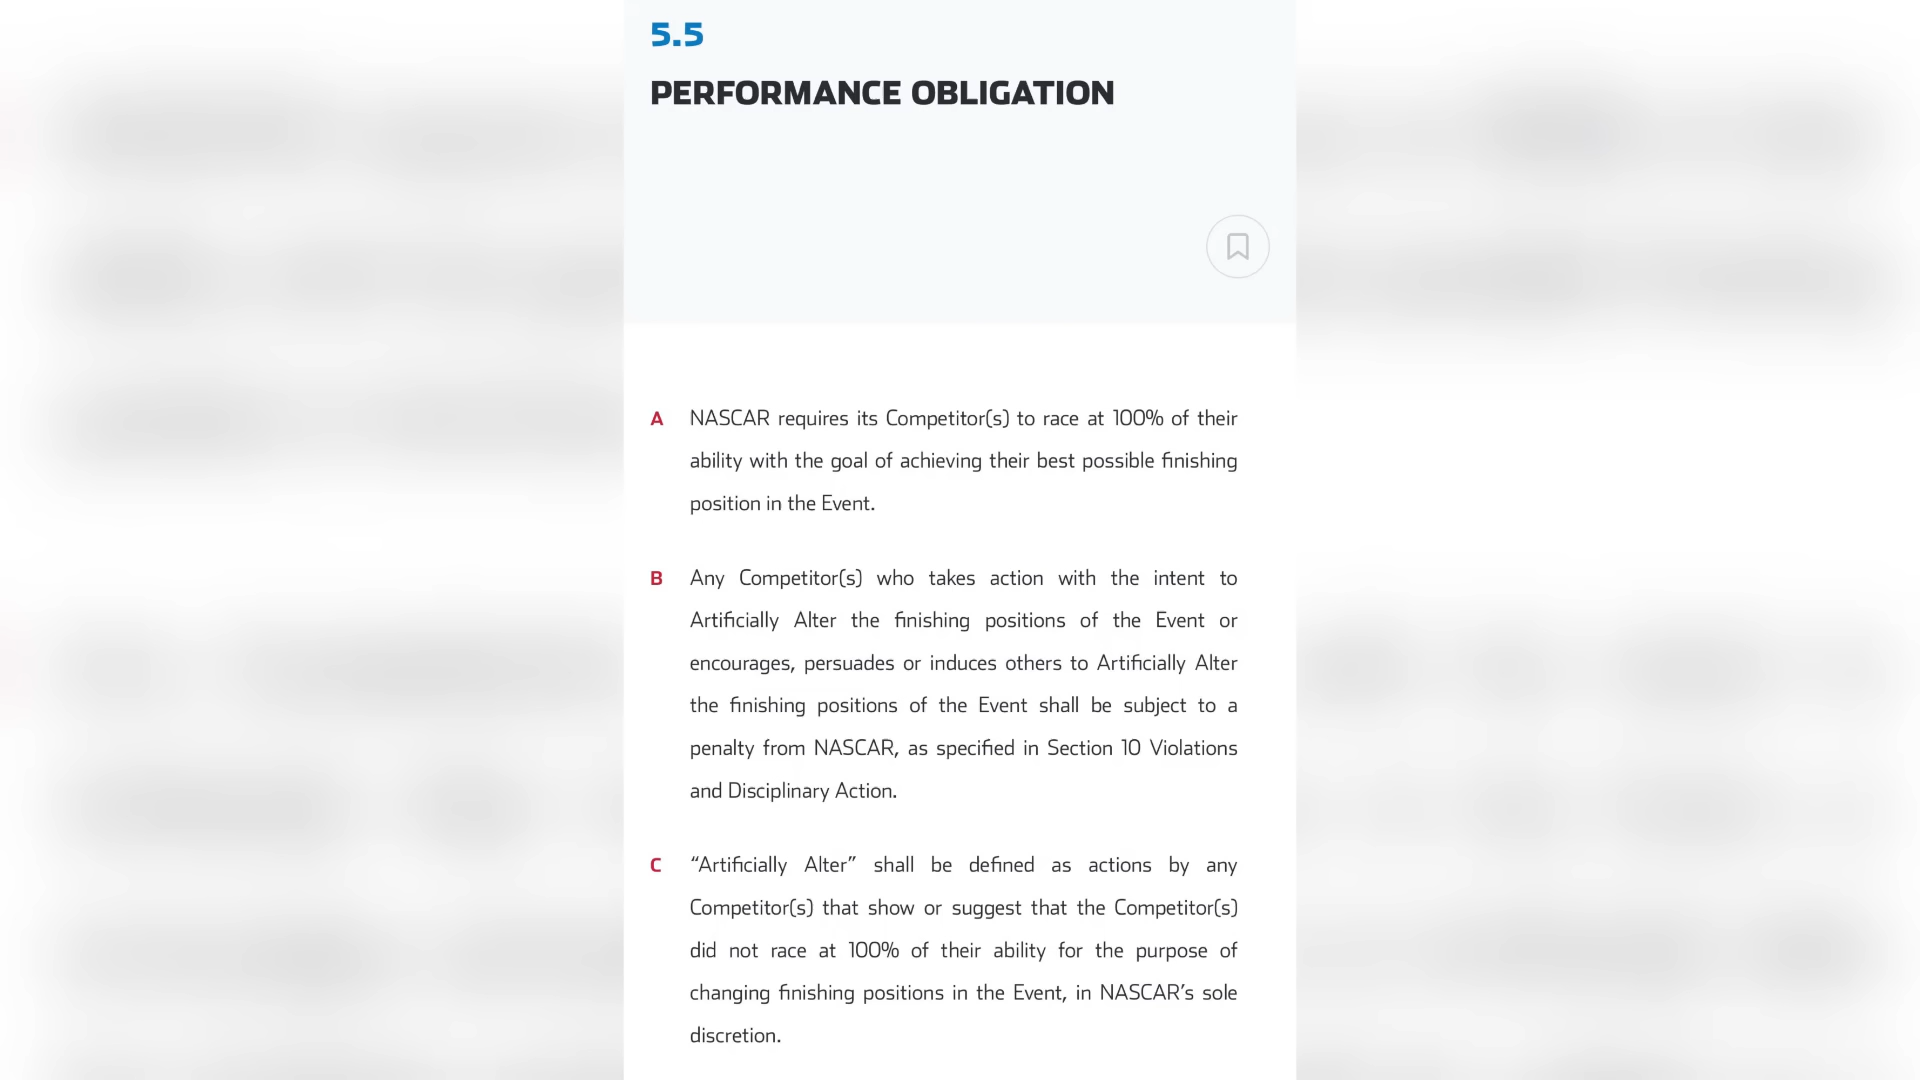 5.5
PERFORMANCE OBLIGATION
A NASCAR requires its Competitor(s) to race at 100% of their
ability with the goal of achieving their best possible finishing
position in the Event.
B Any Competitor(s) who takes action with the intent to
Artificially Alter the finishing positions of the Event or
encourages, persuades or induces others to Artificially Alter
the finishing positions of the Event shall be subject to a
penalty from NASCAR, as specified in Section 10 Violations
and Disciplinary Action.
C “Artificially Alter” shall be defined as actions by any
Competitor(s) that show or suggest that the Competitor(s)
did not race at 100% of their ability for the purpose of
changing finishing positions in the Event, in NASCAR’s sole
discretion.